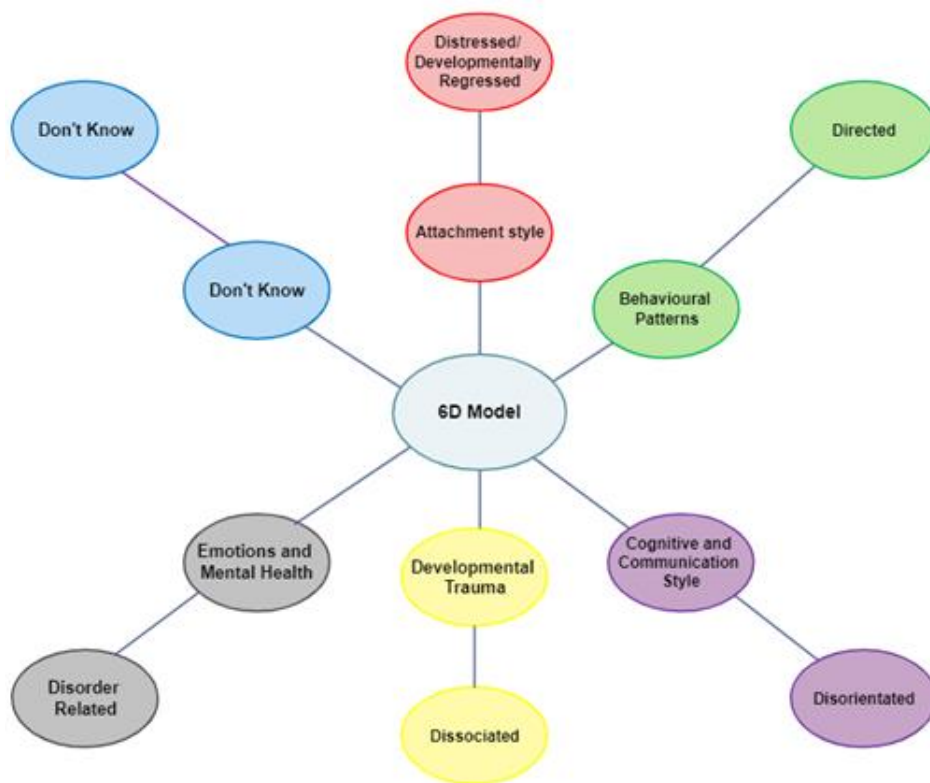 Distressed/
Developmentally
Regressed
Don't Know
Directed
Attachment style
Don't Know
Behavioural
Patterns
6D Model
Emotions and
Mental Health
Developmental
Trauma
Cognitive and
Communication
Style
Disorder
Related
Dissociated
Disorientated